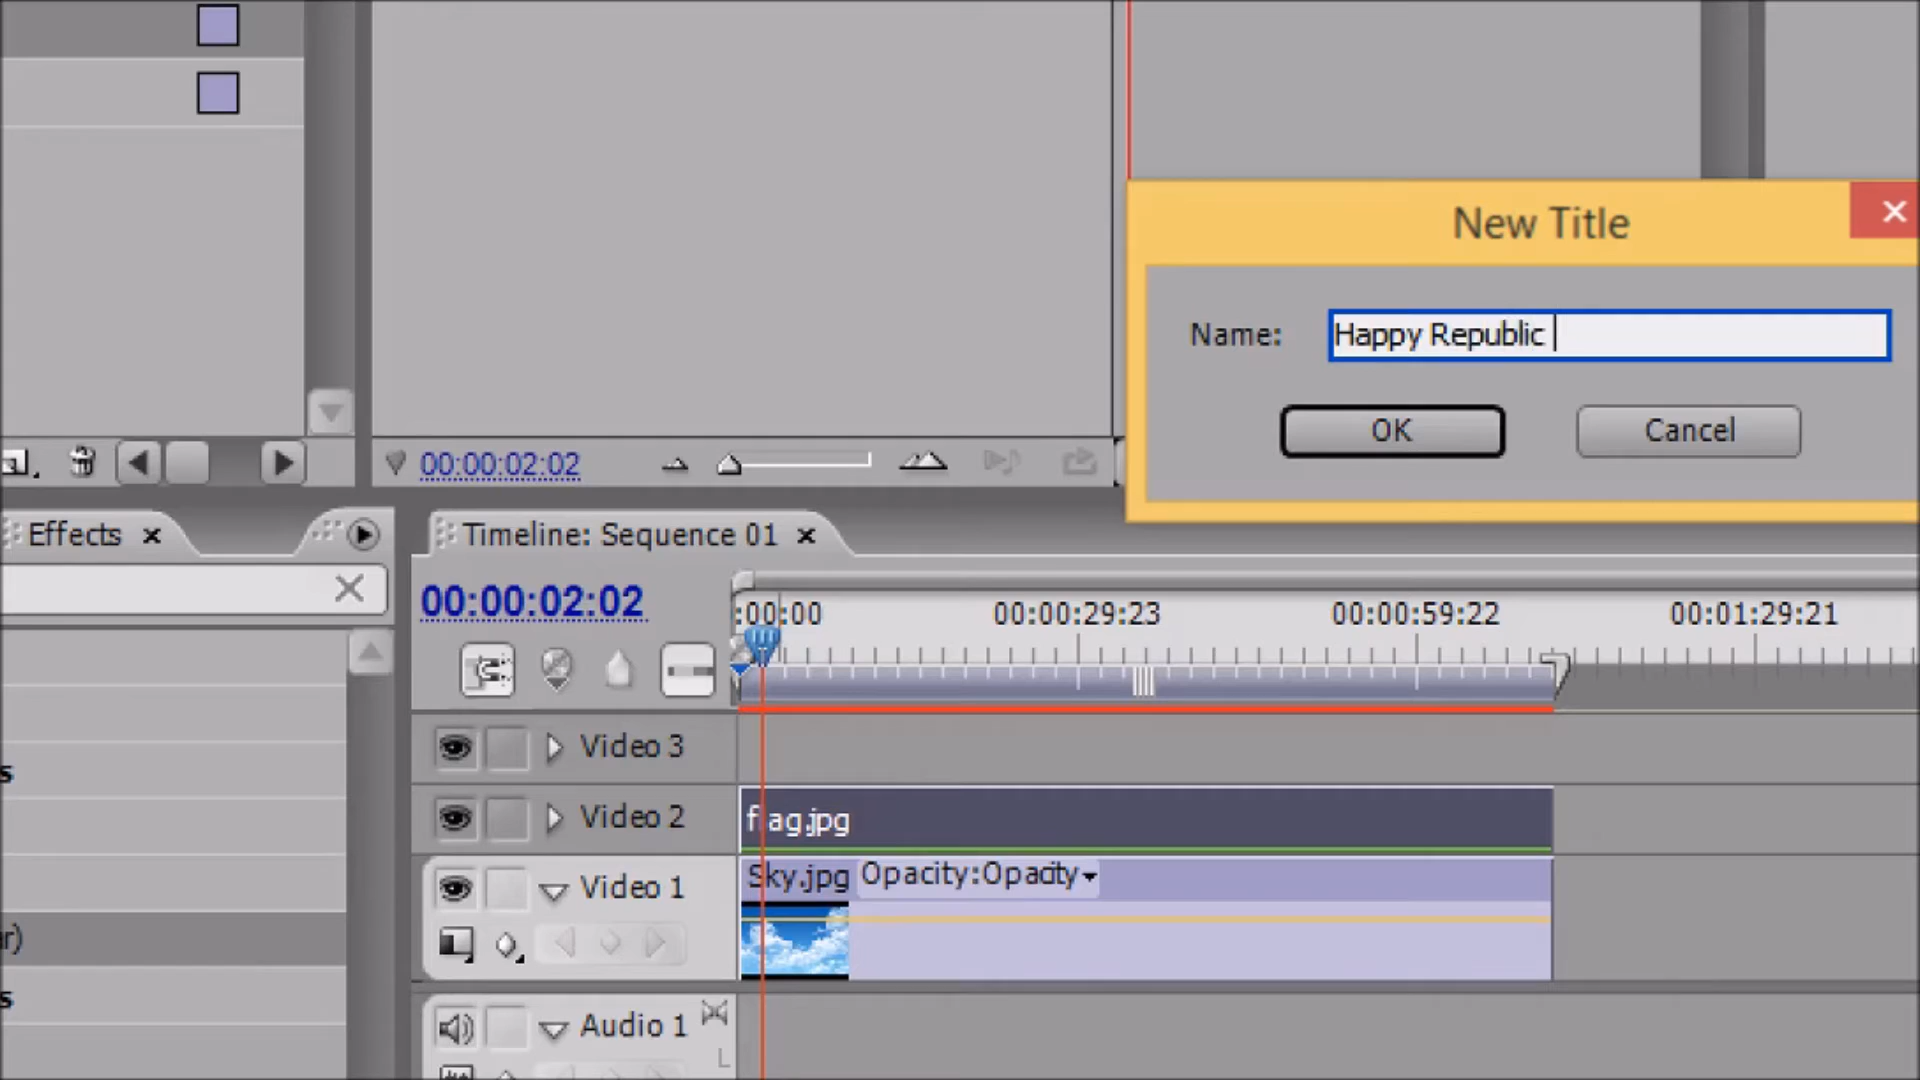 New Title
Name: Happy Republic
OK Cancel
00:00:02:02
Effects
Timeline: Sequence 01
00:00:02:02
:00:00 00:00:29:23 00:00:59:22 00:01:29:21
Video 3
Video 2
flag.jpg
Sky.jpg Opacity:Opacity
Video 1
r)
s
s
Audio 1
L